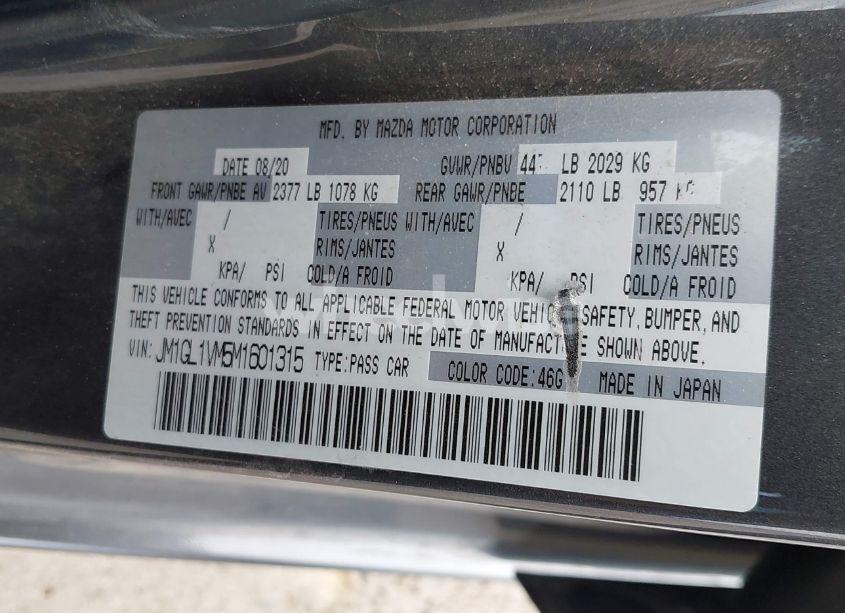 MFD. BY MAZDA MOTOR CORPORATION
DATE 08/20 GVWR/PNBV LB 2029 KG
FRONT GAWR/PNBE AV 2377 LB 1078 KG REAR GAWR/PNBE 2110 LB 957 KG
WITH/AVEC / TIRES/PNEUS WITH/AVEC / TIRES/PNEUS
X RIMS/JANTES X RIMS/JANTES
KPA/ PSI COLD/A FROID KPA/ PSI COLD/A FROID
THIS VEHICLE CONFORMS TO ALL APPLICABLE FEDERAL MOTOR VEHICLE SAFETY, BUMPER, AND
THEFT PREVENTION STANDARDS IN EFFECT ON THE DATE OF MANUFACTURE SHOWN ABOVE.
VIN: JM1GL1VM5M1601315 TYPE:PASS CAR COLOR CODE:46G MADE IN JAPAN